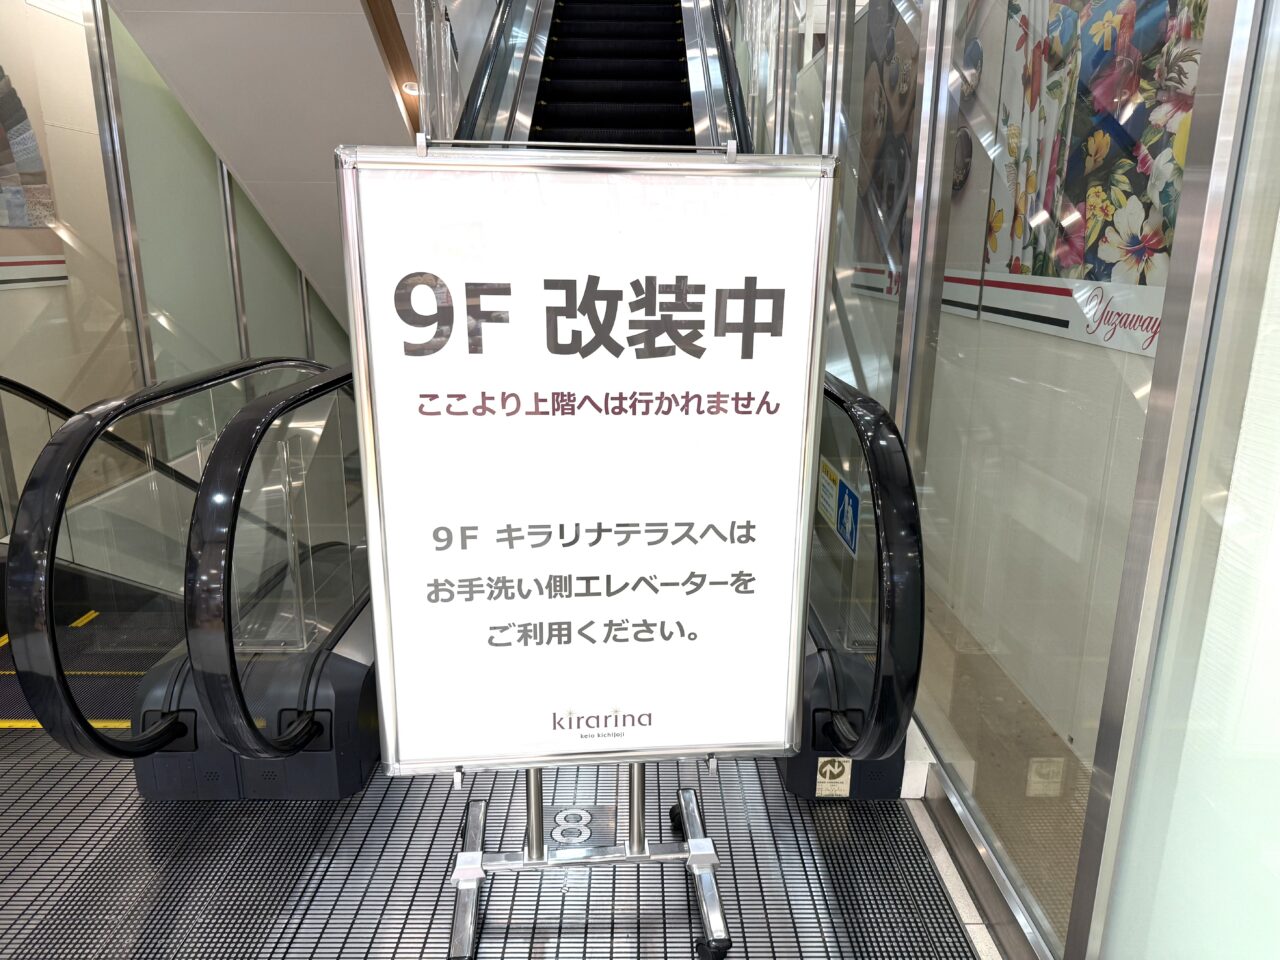 9F 改装中
ここより上階へは行かれません
9F キラリナテラスへは
お手洗い側エレベーターを
ご利用ください。
kirarina
keio kichijoji
8
Yuzaway